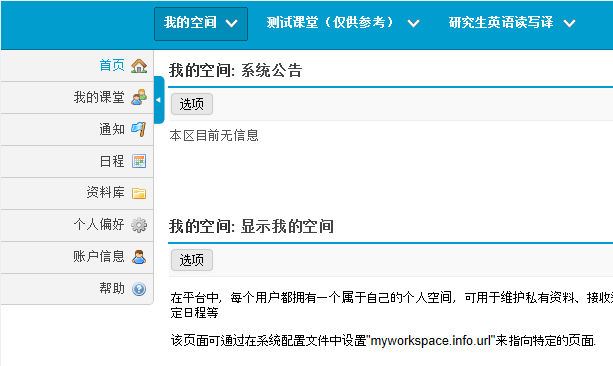 我的空间 测试课堂（仅供参考） 研究生英语读写译
首页
我的课堂
通知
日程
资料库
个人偏好
账户信息
帮助
我的空间: 系统公告
选项
本区目前无信息
我的空间: 显示我的空间
选项
在平台中，每个用户都拥有一个属于自己的个人空间，可用于维护私有资料、接收
定日程等
该页面可通过在系统配置文件中设置"myworkspace.info.url"来指向特定的页面.